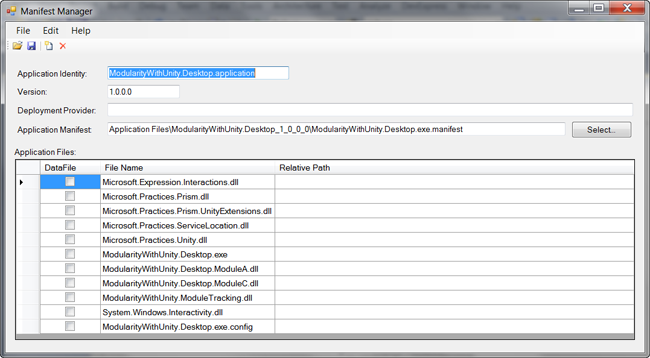 Manifest Manager
File Edit Help
Application Identity: ModularityWithUnity.Desktop.application
Version: 1.0.0.0
Deployment Provider:
Application Manifest: Application Files\ModularityWithUnity.Desktop_1_0_0_0\ModularityWithUnity.Desktop.exe.manifest Select...
Application Files:
DataFile File Name Relative Path
Microsoft.Expression.Interactions.dll
Microsoft.Practices.Prism.dll
Microsoft.Practices.Prism.UnityExtensions.dll
Microsoft.Practices.ServiceLocation.dll
Microsoft.Practices.Unity.dll
ModularityWithUnity.Desktop.exe
ModularityWithUnity.Desktop.ModuleA.dll
ModularityWithUnity.Desktop.ModuleC.dll
ModularityWithUnity.ModuleTracking.dll
System.Windows.Interactivity.dll
ModularityWithUnity.Desktop.exe.config